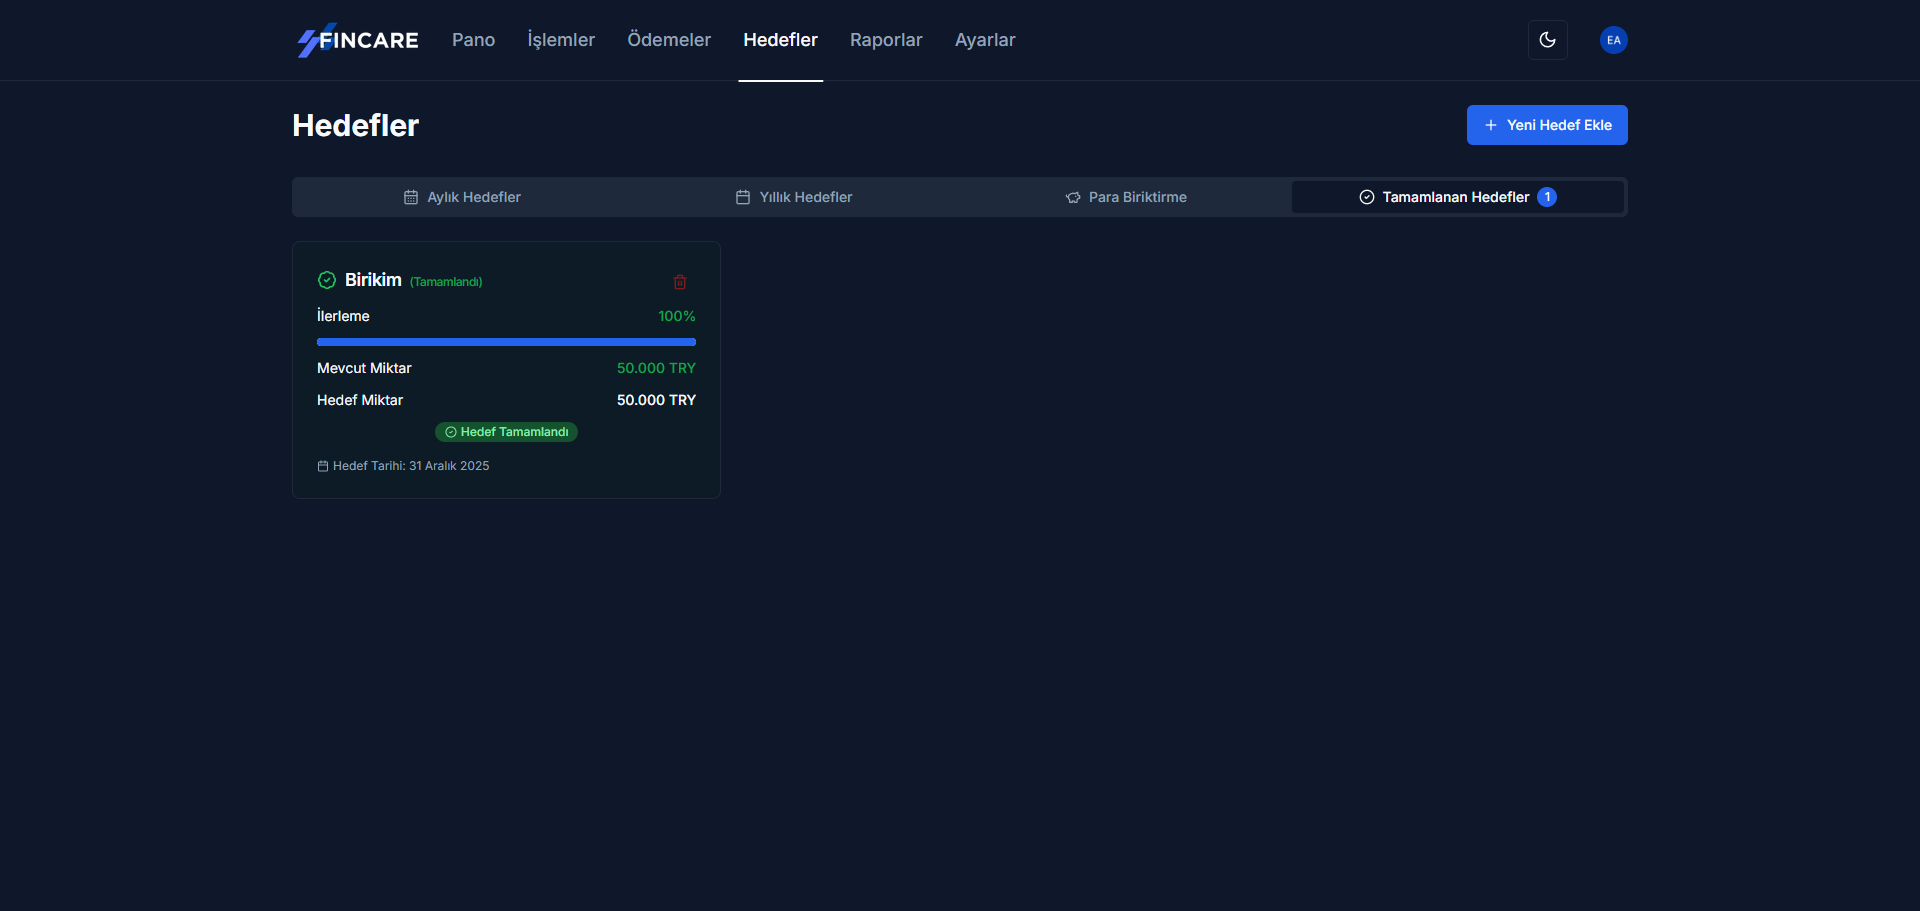 FINCARE Pano İşlemler Ödemeler Hedefler Raporlar Ayarlar EA
Hedefler
Yeni Hedef Ekle
Aylık Hedefler Yıllık Hedefler Para Biriktirme Tamamlanan Hedefler 1
Birikim (Tamamlandı)
İlerleme 100%
Mevcut Miktar 50.000 TRY
Hedef Miktar 50.000 TRY
Hedef Tamamlandı
Hedef Tarihi: 31 Aralık 2025